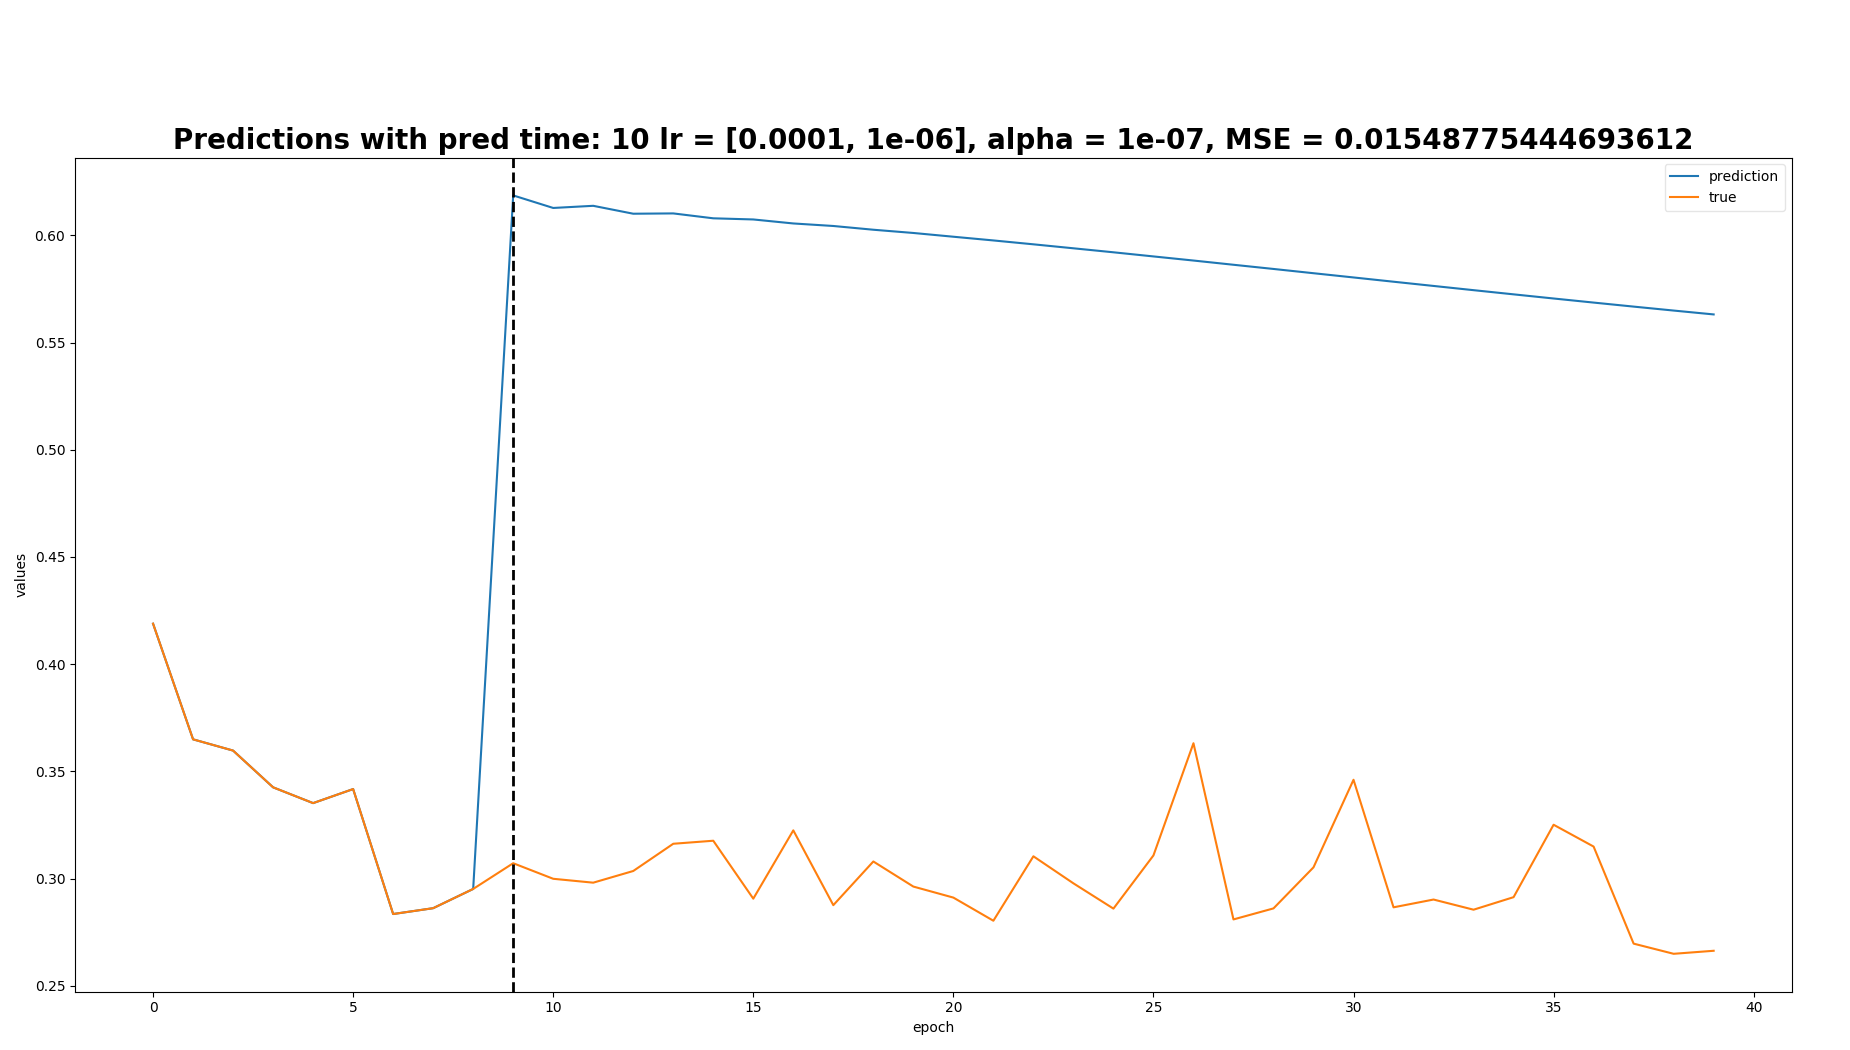 Predictions with pred time: 10 lr = [0.0001, 1e-06], alpha = 1e-07, MSE = 0.01548775444693612
prediction
true
0.60
0.55
0.50
0.45
0.40
0.35
0.30
0.25
values
0 5 10 15 20 25 30 35 40
epoch